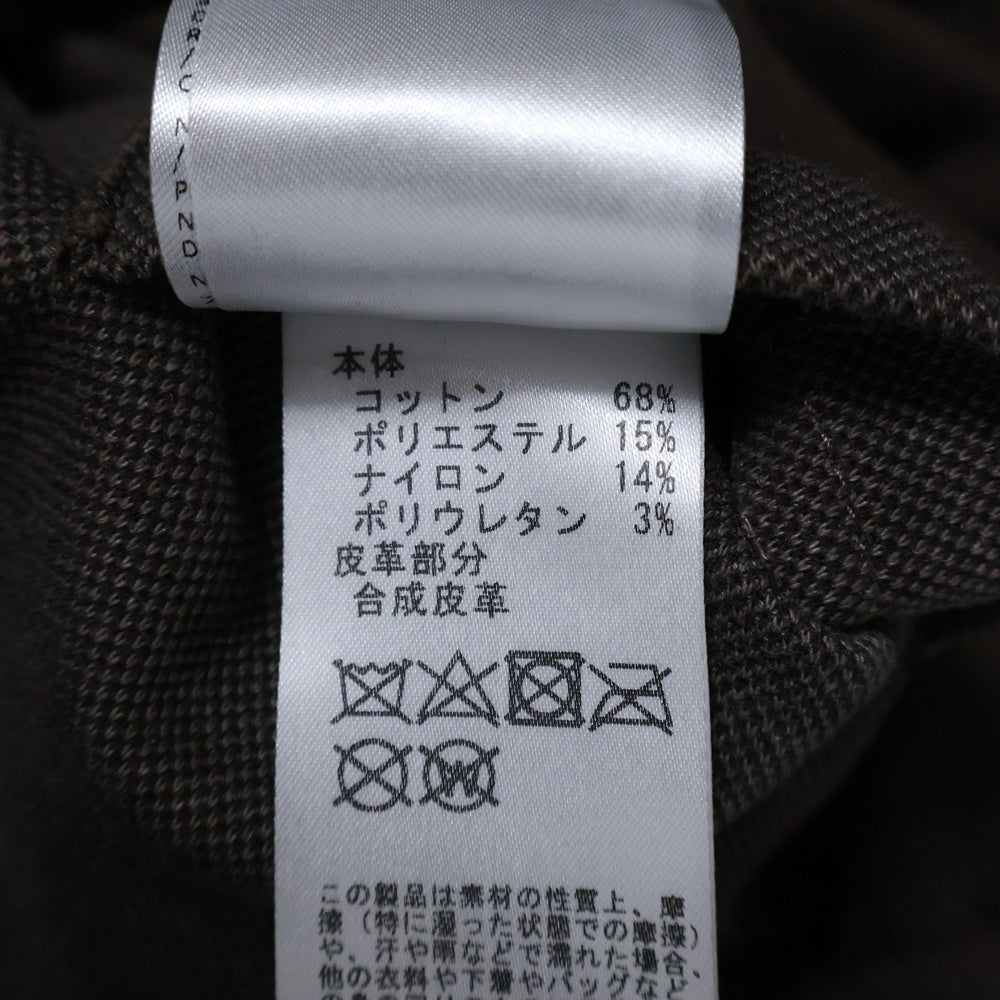 本体
コットン 68%
ポリエステル 15%
ナイロン 14%
ポリウレタン 3%
皮革部分
合成皮革
W
この製品は素材の性質上、摩
擦（特に湿った状態でのの摩擦）
や、汗や雨などで濡れた場合、
他の衣料や下着やバッグなど